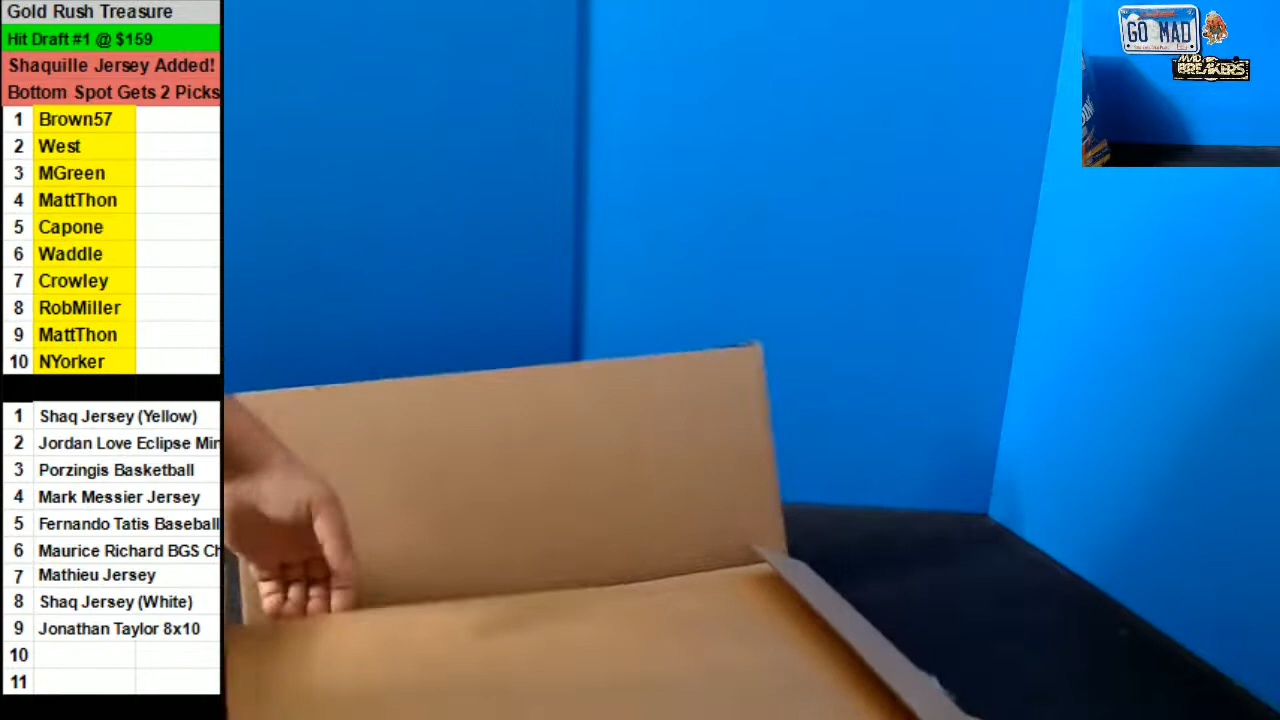 Gold Rush Treasure
Hit Draft #1 @ $159
Shaquille Jersey Added!
Bottom Spot Gets 2 Picks
1 Brown57
2 West
3 MGreen
4 MattThon
5 Capone
6 Waddle
7 Crowley
8 RobMiller
9 MattThon
10 NYorker
1 Shaq Jersey (Yellow)
2 Jordan Love Eclipse Min
3 Porzingis Basketball
4 Mark Messier Jersey
5 Fernando Tatis Baseball
6 Maurice Richard BGS Ch
7 Mathieu Jersey
8 Shaq Jersey (White)
9 Jonathan Taylor 8x10
10
11
GO MAD
MAD
BREAKERS